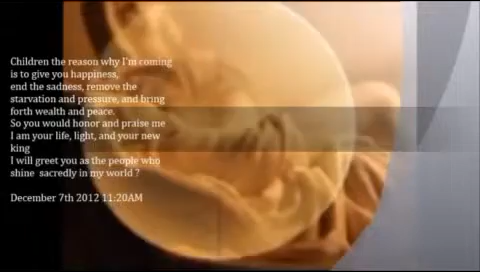 Children the reason why I'm coming
is to give you happiness,
end the sadness, remove the
starvation and pressure, and bring
forth wealth and peace.
So you would honor and praise me
I am your life, light, and your new
king
I will greet you as the people who
shine  sacredly in my world ?

December 7th 2012 11:20AM